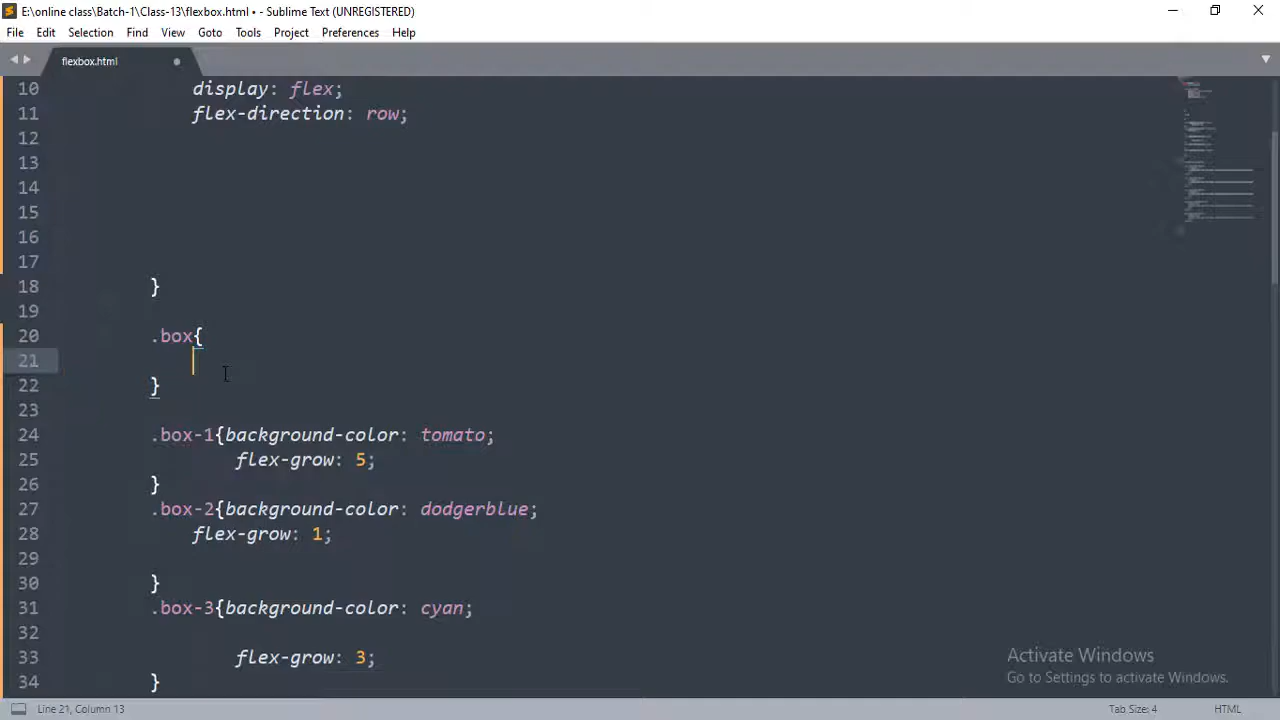 E:\online class\Batch-1\Class-13\flexbox.html • - Sublime Text (UNREGISTERED)
File Edit Selection Find View Goto Tools Project Preferences Help
flexbox.html
10 display: flex;
11 flex-direction: row;
12
13
14
15
16
17
18 }
19
20 .box{
21
22 }
23
24 .box-1{background-color: tomato;
25 flex-grow: 5;
26 }
27 .box-2{background-color: dodgerblue;
28 flex-grow: 1;
29
30 }
31 .box-3{background-color: cyan;
32
33 flex-grow: 3;
34 }
Activate Windows
Go to Settings to activate Windows.
Line 21, Column 13 Tab Size: 4 HTML